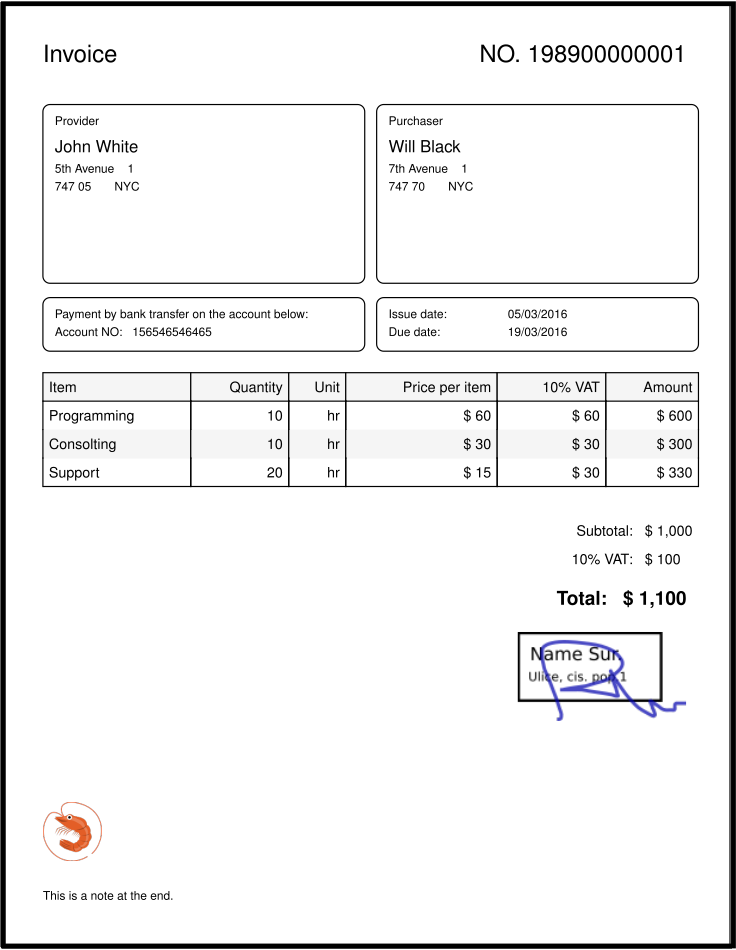 Invoice NO. 198900000001
Provider
John White
5th Avenue 1
747 05 NYC
Purchaser
Will Black
7th Avenue 1
747 70 NYC
Payment by bank transfer on the account below:
Account NO: 156546546465
Issue date: 05/03/2016
Due date: 19/03/2016
Item Quantity Unit Price per item 10% VAT Amount
Programming 10 hr $ 60 $ 60 $ 600
Consolting 10 hr $ 30 $ 30 $ 300
Support 20 hr $ 15 $ 30 $ 330
Subtotal: $ 1,000
10% VAT: $ 100
Total: $ 1,100
Name Sur.
Ulice, cis. pop 1
This is a note at the end.